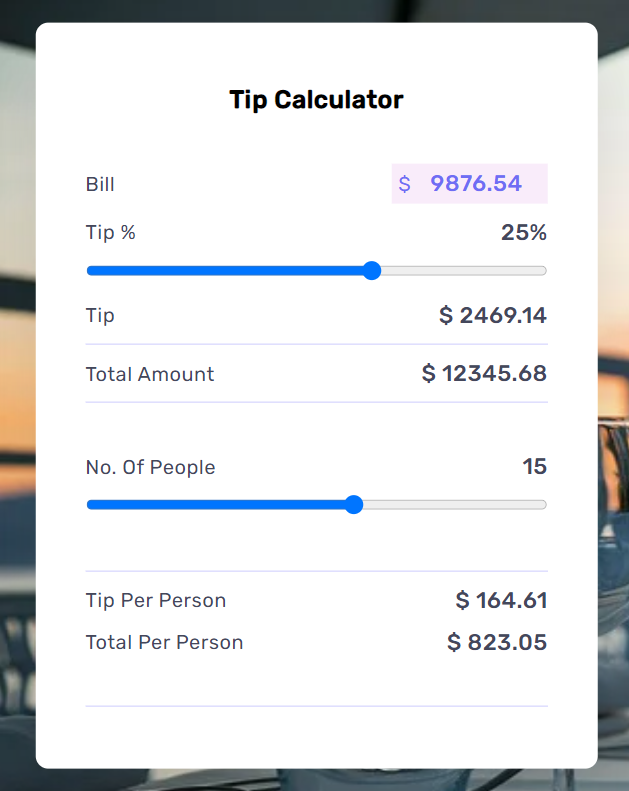 Tip Calculator
Bill $ 9876.54
Tip % 25%
Tip $ 2469.14
Total Amount $ 12345.68
No. Of People 15
Tip Per Person $ 164.61
Total Per Person $ 823.05